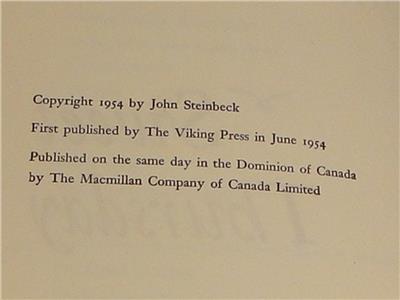 Copyright 1954 by John Steinbeck
First published by The Viking Press in June 1954
Published on the same day in the Dominion of Canada
by The Macmillan Company of Canada Limited